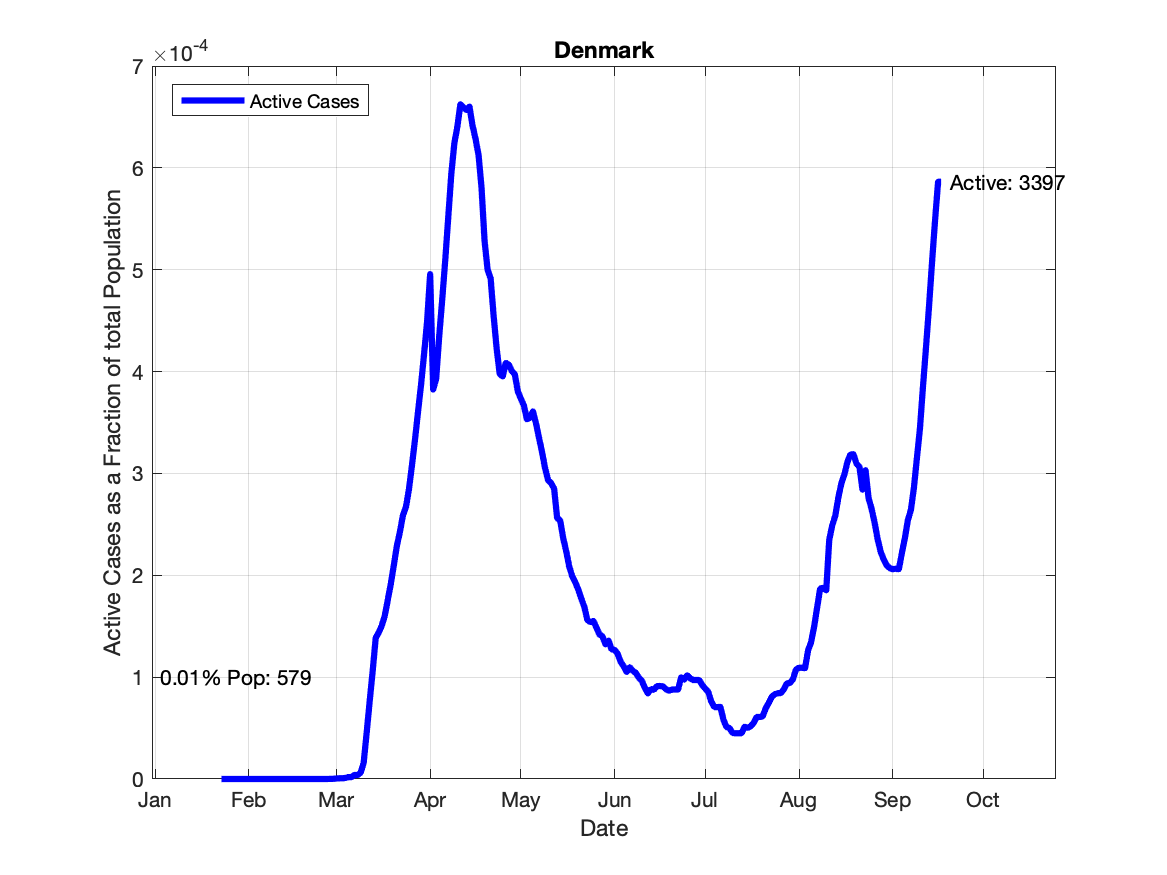 Denmark
×10-4
Active Cases
7
6
5
4
3
2
1
0
Active Cases as a Fraction of total Population
Active: 3397
0.01% Pop: 579
Jan Feb Mar Apr May Jun Jul Aug Sep Oct
Date